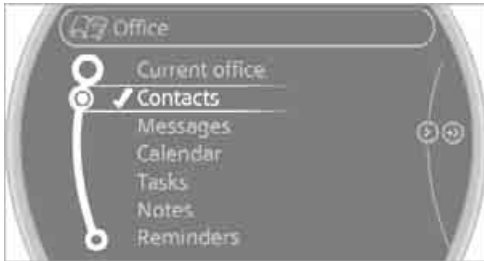 Office
Current office
Contacts
Messages
Calendar
Tasks
Notes
Reminders